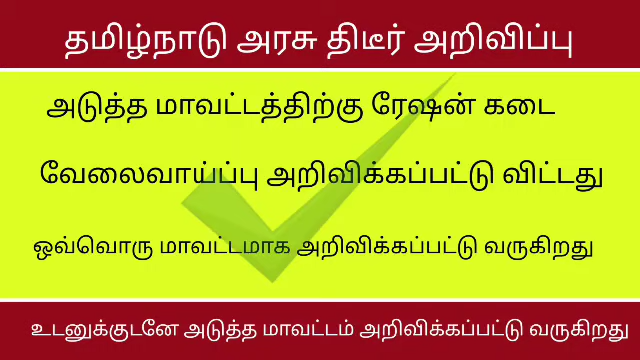 தமிழ்நாடு அரசு திடீர் அறிவிப்பு
அடுத்த மாவட்டத்திற்கு ரேஷன் கடை
வேலைவாய்ப்பு அறிவிக்கப்பட்டு விட்டது
ஒவ்வொரு மாவட்டமாக அறிவிக்கப்பட்டு வருகிறது
உடனுக்குடனே அடுத்த மாவட்டம் அறிவிக்கப்பட்டு வருகிறது